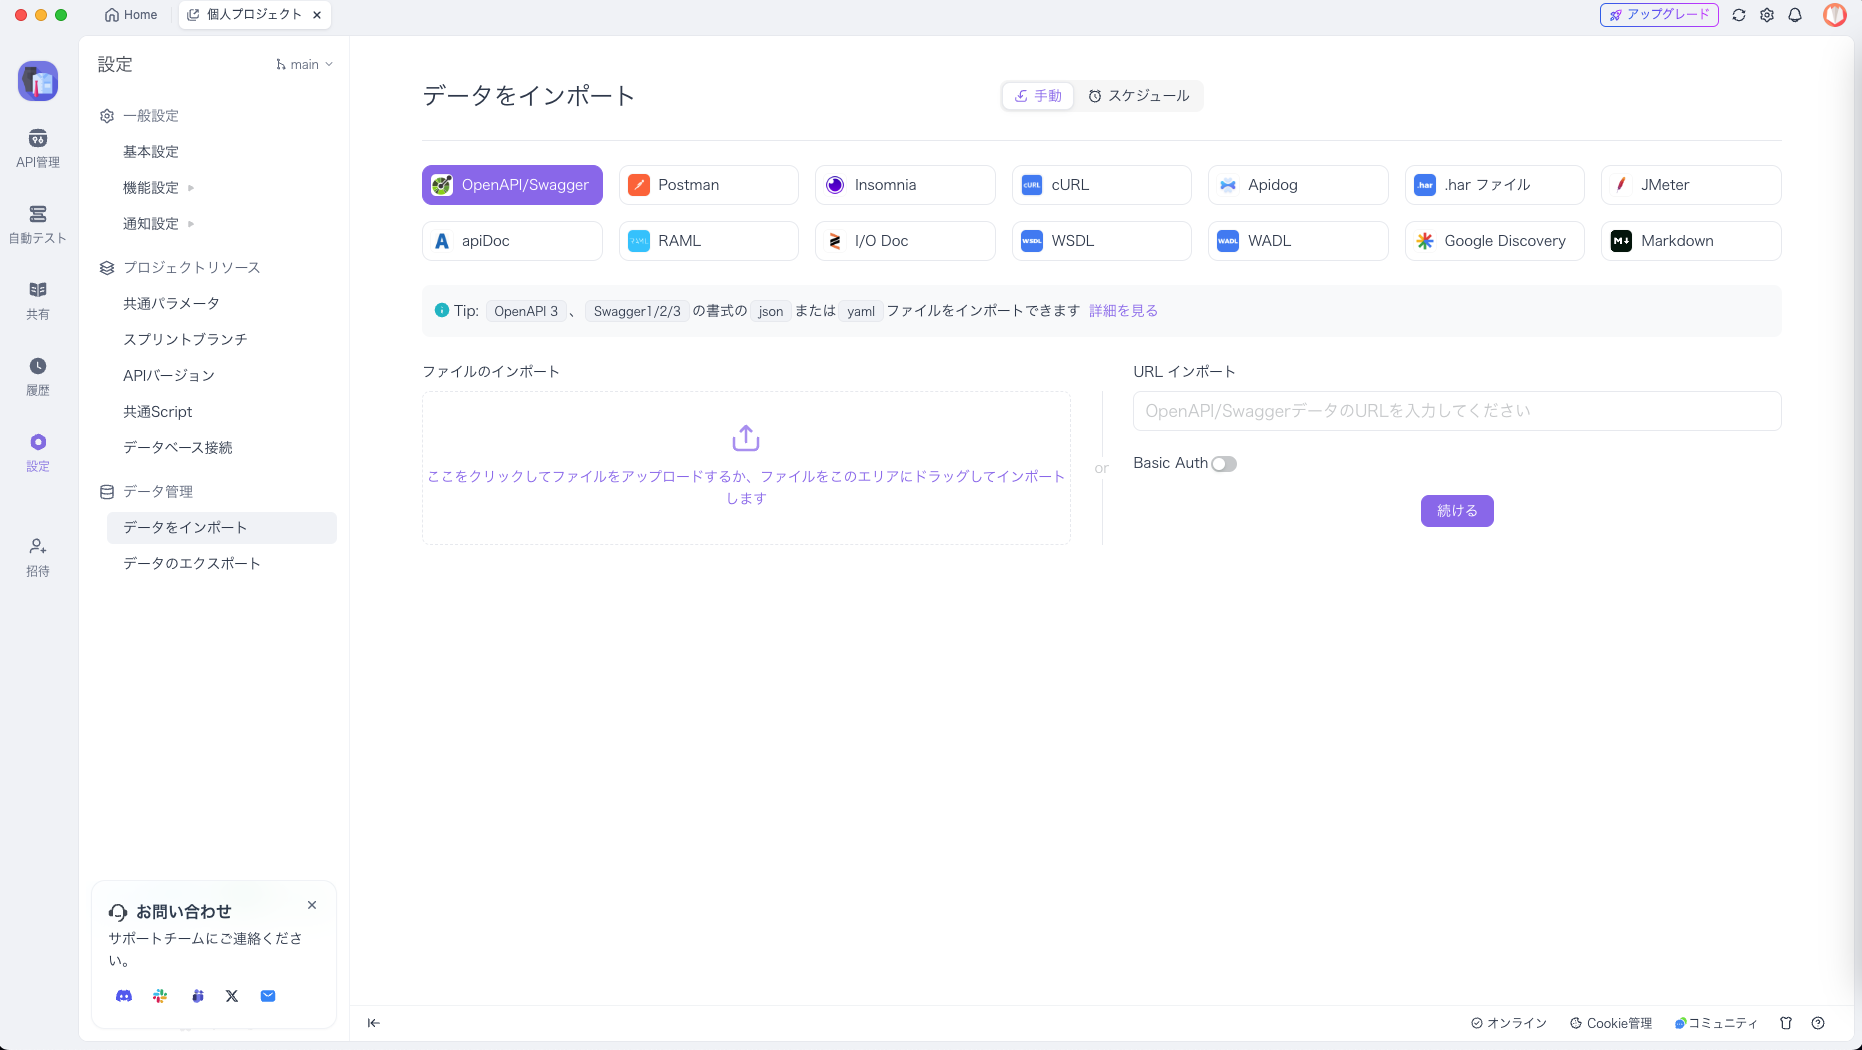 Home
個人プロジェクト
アップグレード
設定
main
API管理
自動テスト
共有
履歴
設定
招待
一般設定
基本設定
機能設定
通知設定
プロジェクトリソース
共通パラメータ
スプリントブランチ
APIバージョン
共通Script
データベース接続
データ管理
データをインポート
データのエクスポート
お問い合わせ
サポートチームにご連絡くださ
い。
データをインポート
手動
スケジュール
OpenAPI/Swagger
Postman
Insomnia
cURL cURL
Apidog
.har .har ファイル
JMeter
apiDoc
RAML RAML
I/O Doc
WSDL WSDL
WADL WADL
Google Discovery
Markdown
Tip: OpenAPI 3 、 Swagger1/2/3 の書式の json または yaml ファイルをインポートできます 詳細を見る
ファイルのインポート
ここをクリックしてファイルをアップロードするか、ファイルをこのエリアにドラッグしてインポート
します
or
URL インポート
OpenAPI/SwaggerデータのURLを入力してください
Basic Auth
続ける
オンライン
Cookie管理
コミュニティ